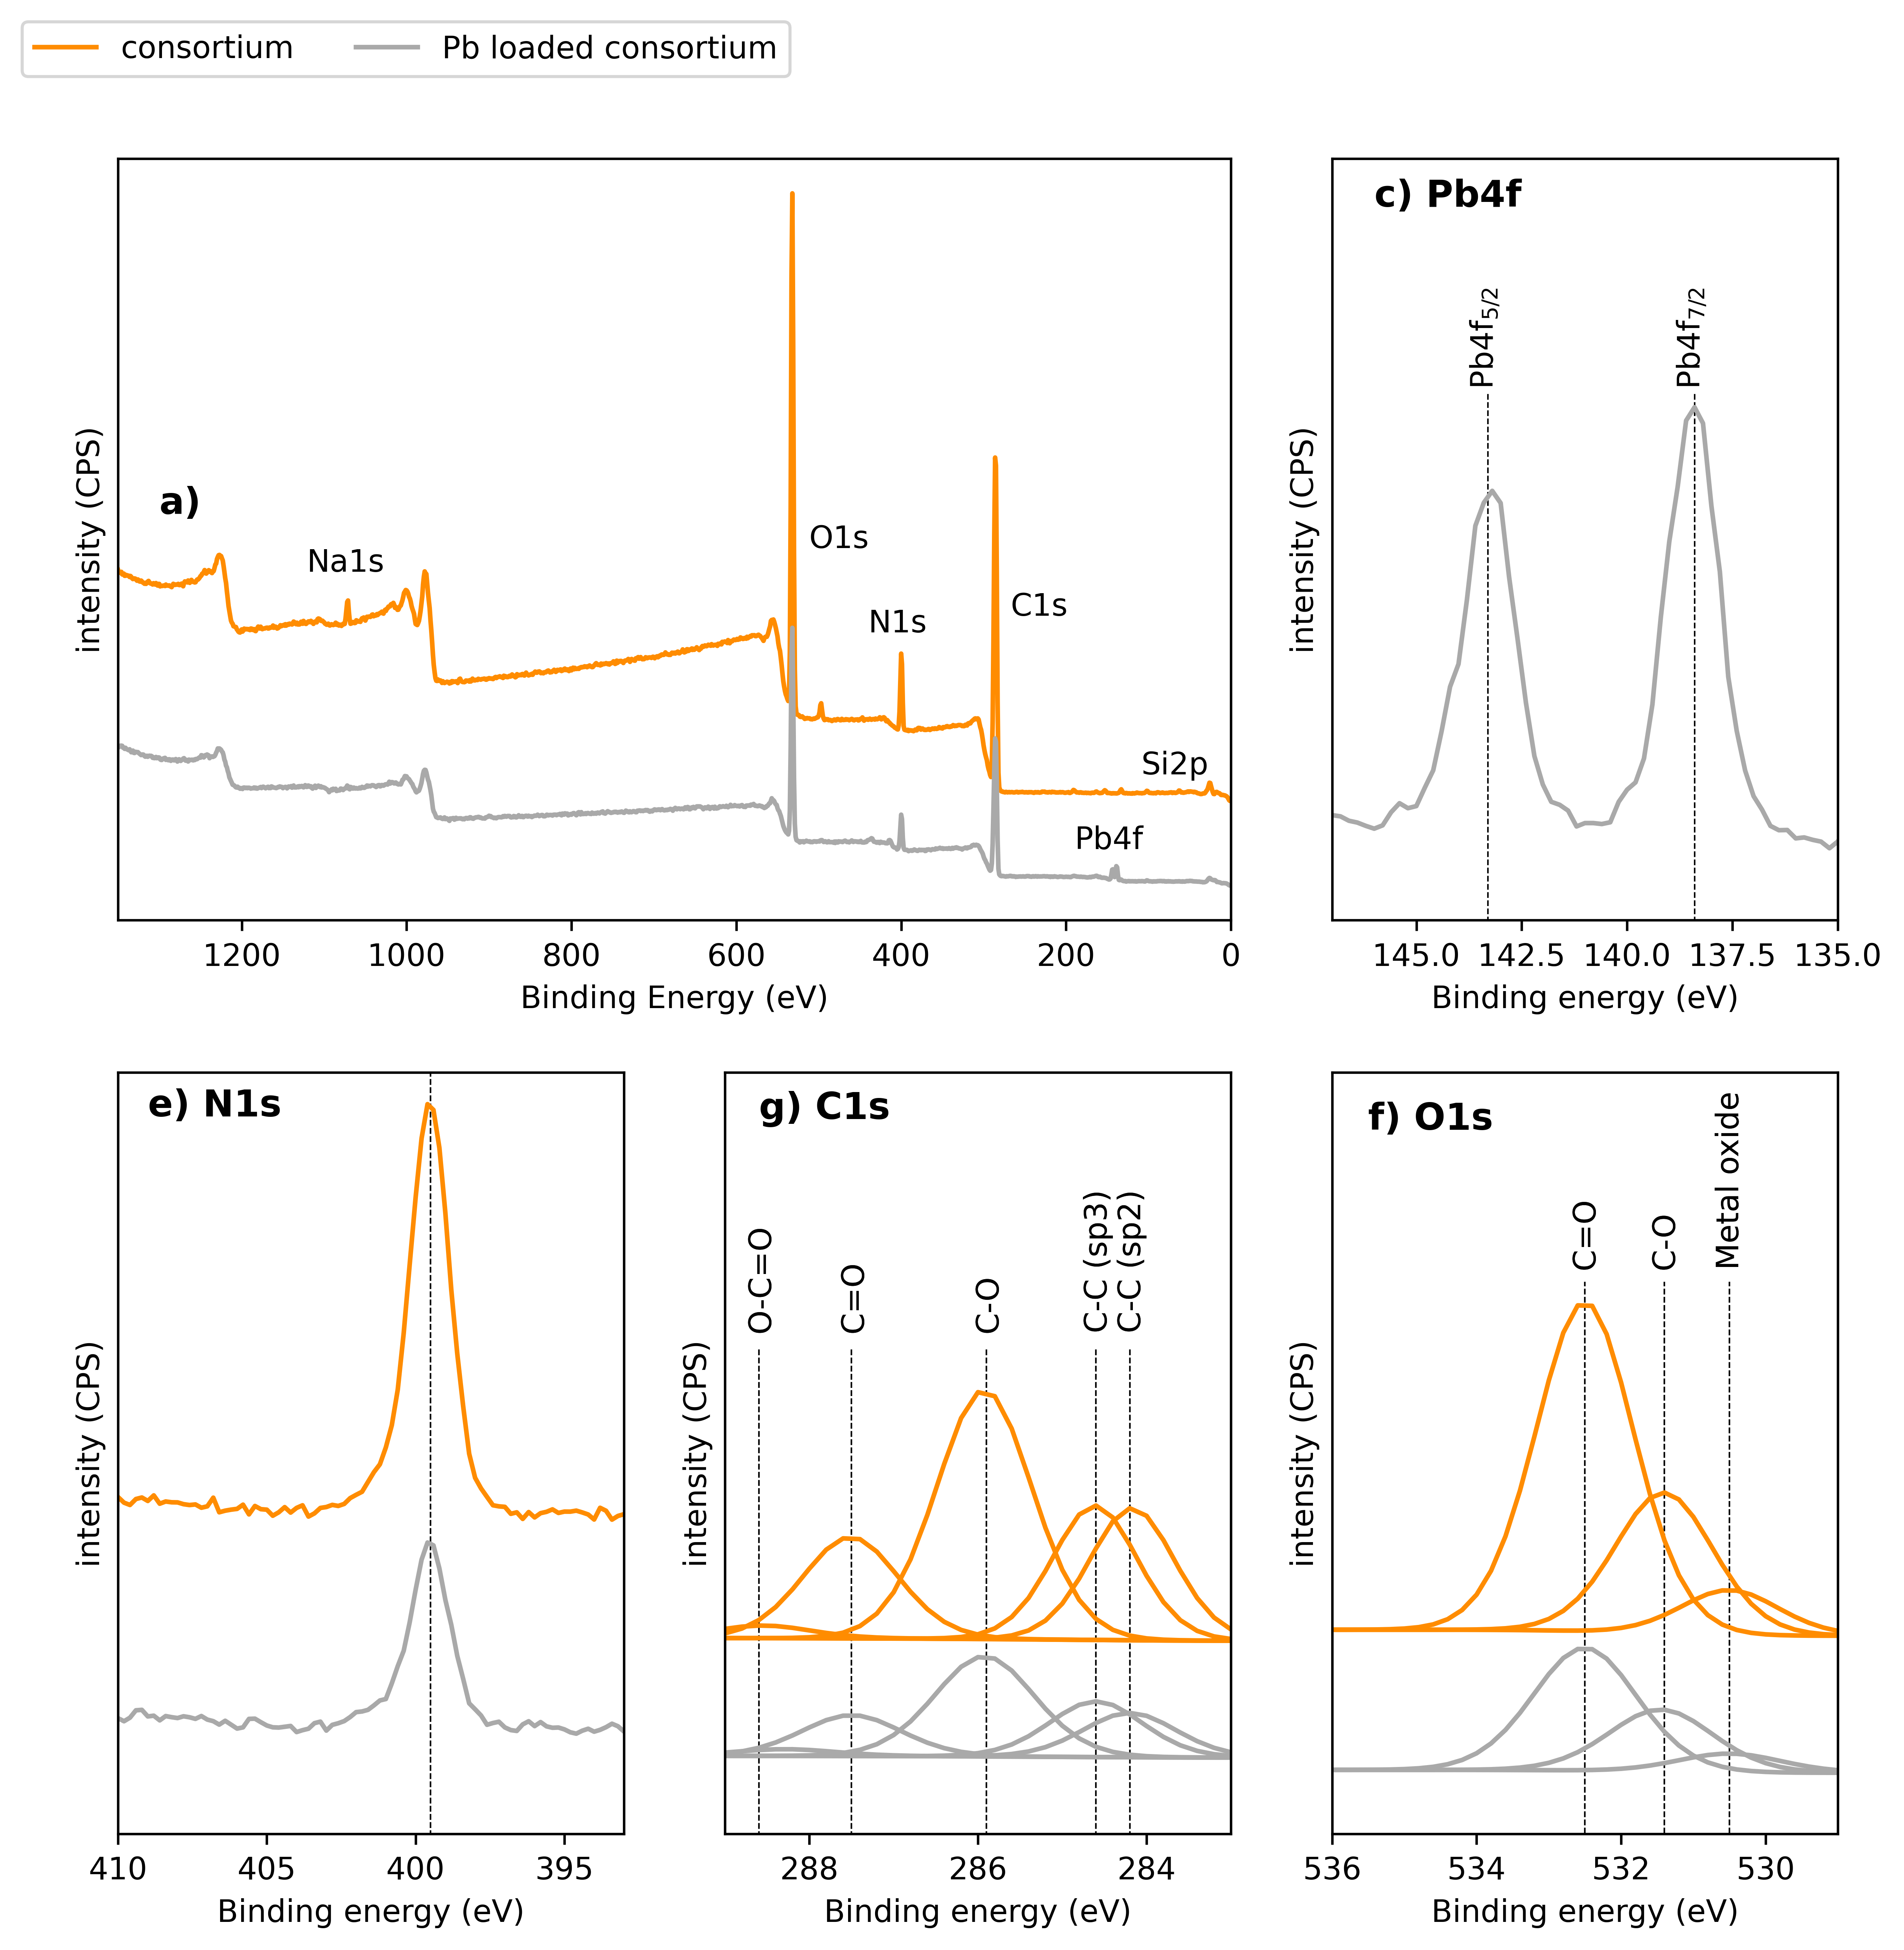 consortium Pb loaded consortium
a)
Na1s
O1s
N1s
C1s
Si2p
Pb4f
intensity (CPS)
1200 1000 800 600 400 200 0
Binding Energy (eV)
c) Pb4f
Pb4f5/2
Pb4f7/2
intensity (CPS)
145.0 142.5 140.0 137.5 135.0
Binding energy (eV)
e) N1s
intensity (CPS)
410 405 400 395
Binding energy (eV)
g) C1s
O-C=O
C=O
C-O
C-C (sp3)
C-C (sp2)
intensity (CPS)
288 286 284
Binding energy (eV)
f) O1s
C=O
C-O
Metal oxide
intensity (CPS)
536 534 532 530
Binding energy (eV)